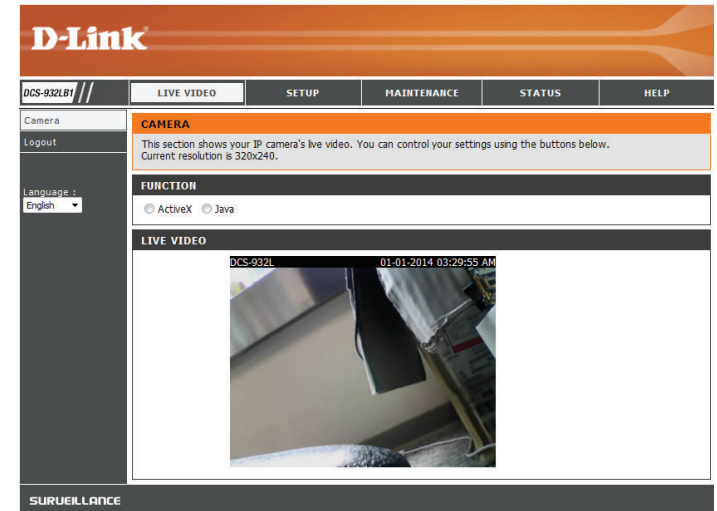 D-Link
DCS-932LB1 //
LIVE VIDEO
SETUP
MAINTENANCE
STATUS
HELP
Camera
Logout
Language :
English
CAMERA
This section shows your IP camera's live video. You can control your settings using the buttons below.
Current resolution is 320x240.
FUNCTION
ActiveX
Java
LIVE VIDEO
DCS-932L
01-01-2014 03:29:55 AM
SURVEILLANCE